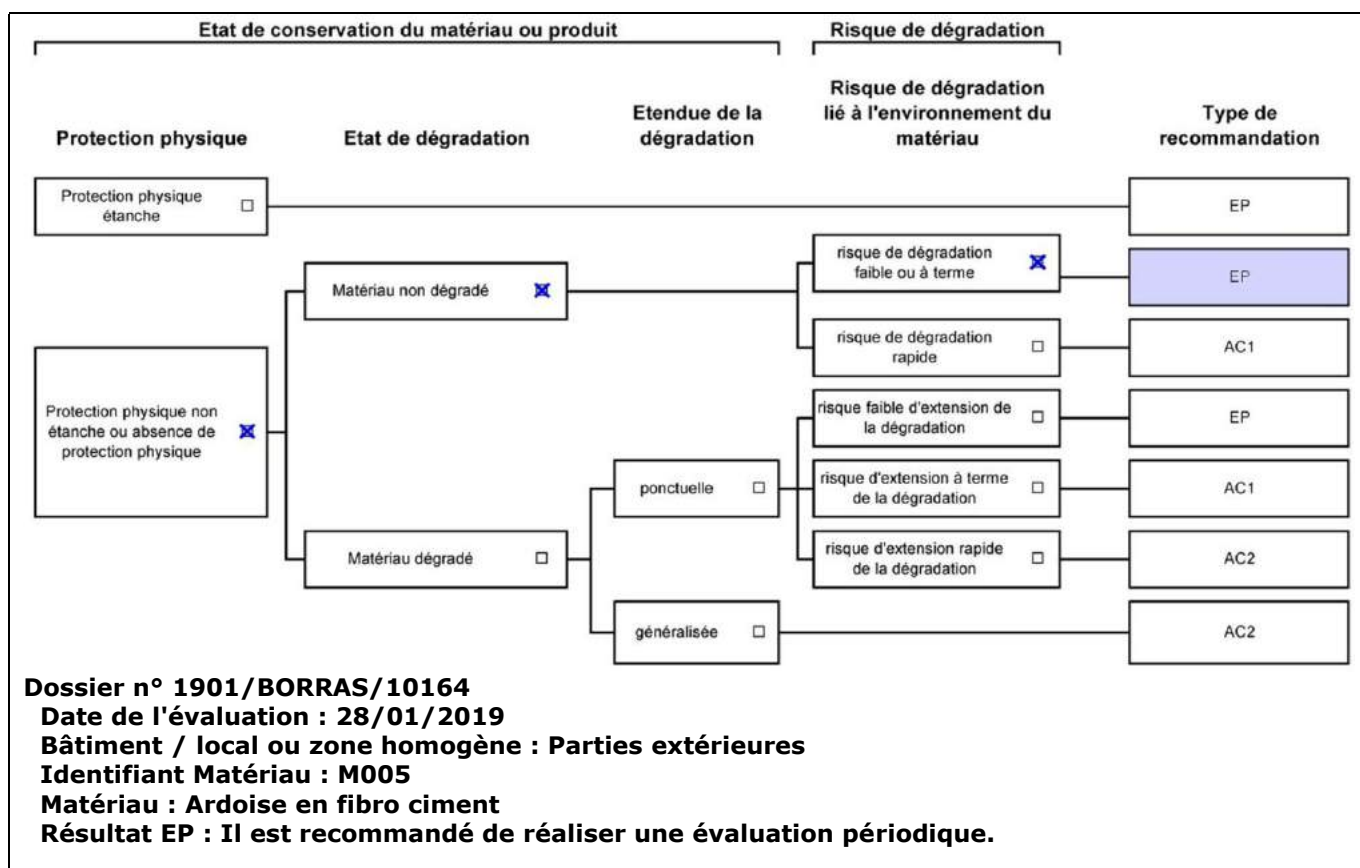 Etat de conservation du matériau ou produit
Risque de dégradation
Protection physique
Etat de dégradation
Etendue de la
dégradation
Risque de dégradation
lié à l'environnement du
matériau
Type de
recommandation
Protection physique
étanche
EP
Matériau non dégradé
risque de dégradation
faible ou à terme
EP
risque de dégradation
rapide
AC1
Protection physique non
étanche ou absence de
protection physique
risque faible d'extension de
la dégradation
EP
ponctuelle
risque d'extension à terme
de la dégradation
AC1
Matériau dégradé
risque d'extension rapide
de la dégradation
AC2
généralisée
AC2
Dossier n° 1901/BORRAS/10164
Date de l'évaluation : 28/01/2019
Bâtiment / local ou zone homogène : Parties extérieures
Identifiant Matériau : M005
Matériau : Ardoise en fibro ciment
Résultat EP : Il est recommandé de réaliser une évaluation périodique.